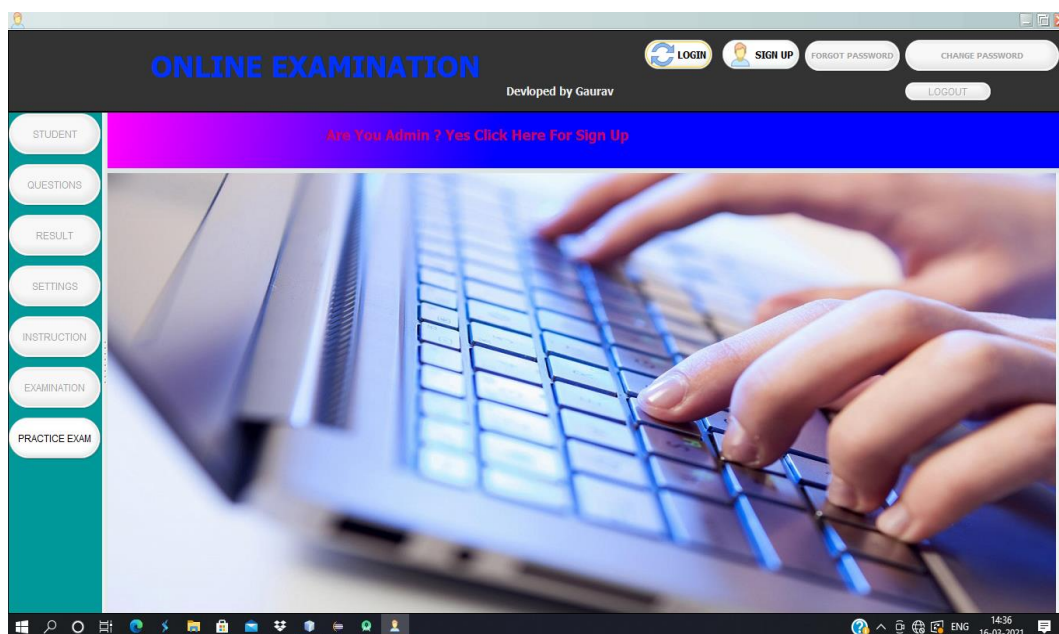 ONLINE EXAMINATION
LOGIN
SIGN UP
FORGOT PASSWORD
CHANGE PASSWORD
Devloped by Gaurav
LOGOUT
Are You Admin ? Yes Click Here For Sign Up
STUDENT
QUESTIONS
RESULT
SETTINGS
INSTRUCTION
EXAMINATION
PRACTICE EXAM
ENG
14:36
16-03-2021